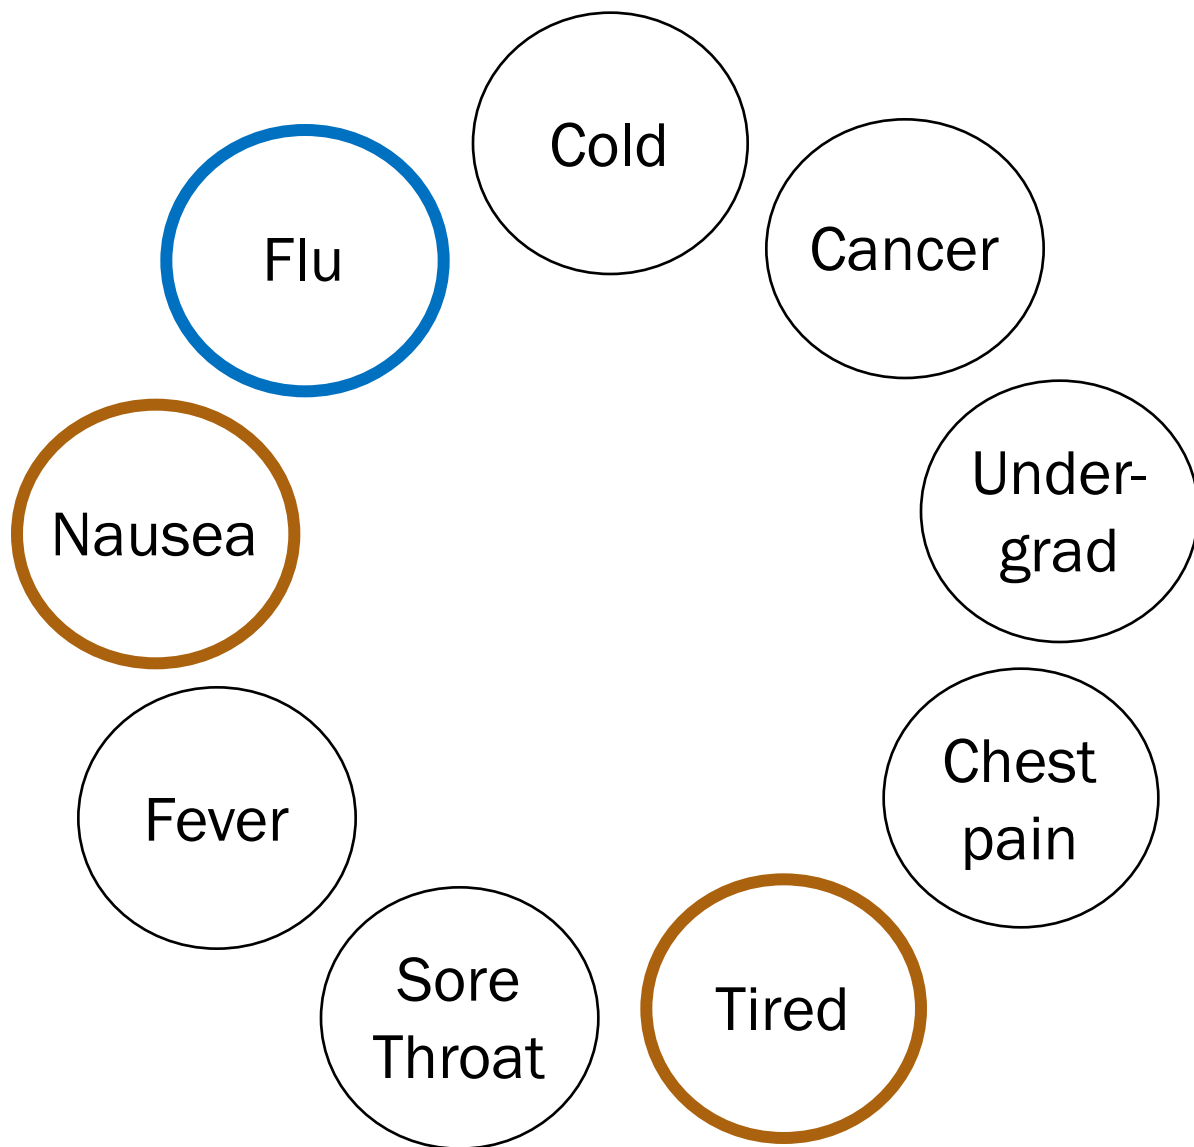 Cold
Cancer
Flu
Under-
grad
Nausea
Chest
pain
Fever
Sore
Throat
Tired